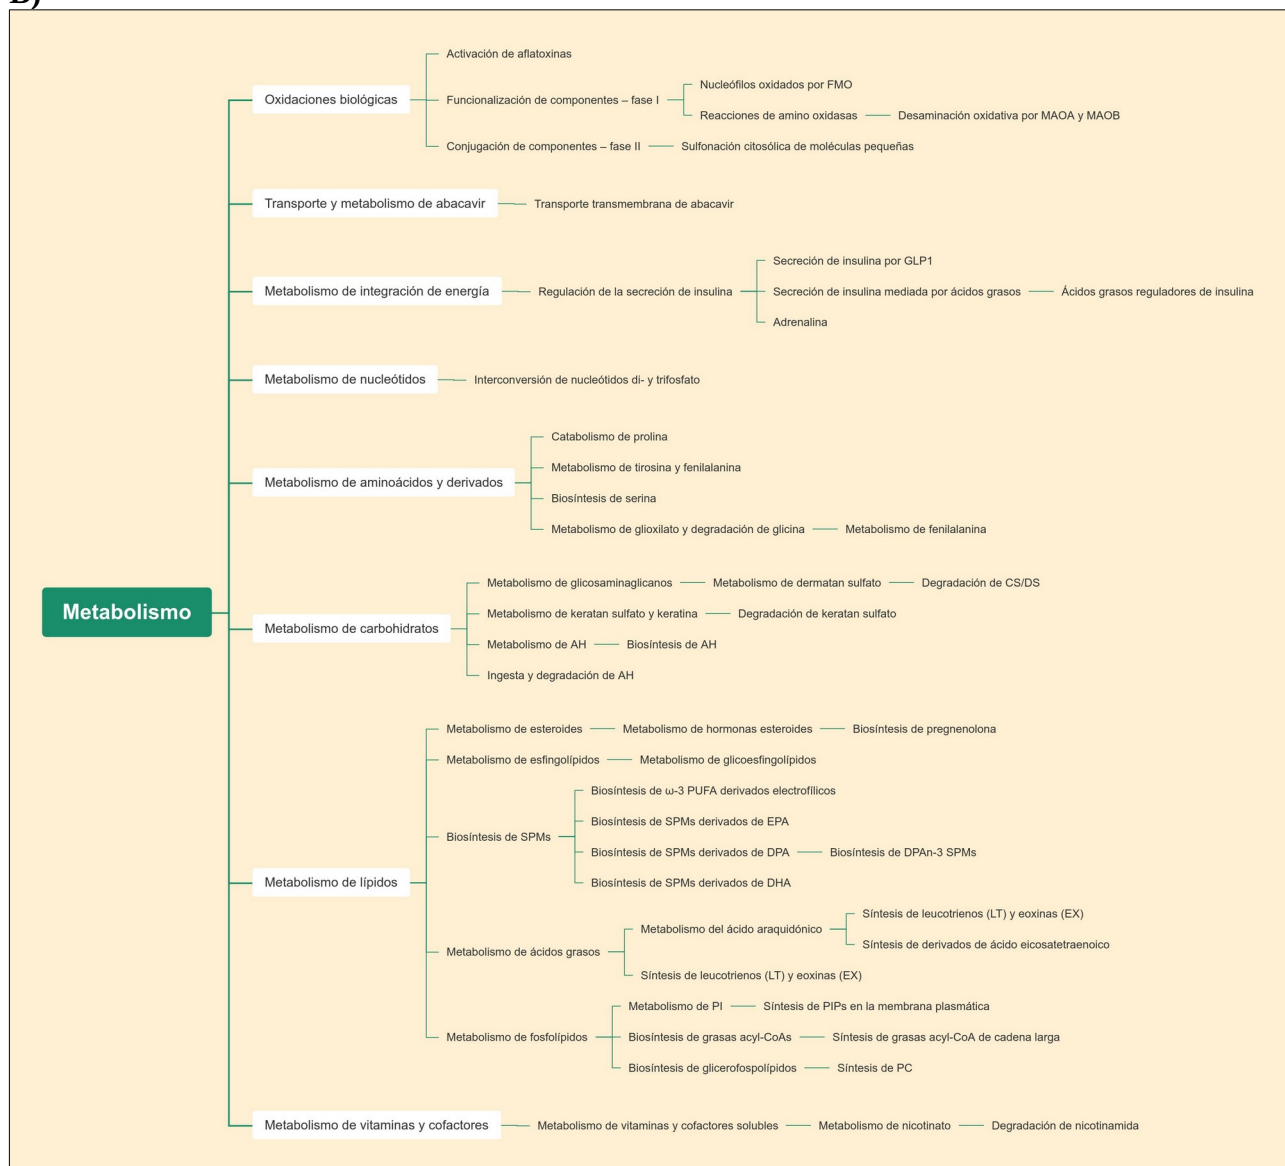 B)
Oxidaciones biológicas
Activación de aflatoxinas
Funcionalización de componentes – fase I
Nucleófilos oxidados por FMO
Reacciones de amino oxidasas
Desaminación oxidativa por MAOA y MAOB
Conjugación de componentes – fase II
Sulfonación citosólica de moléculas pequeñas
Transporte y metabolismo de abacavir
Transporte transmembrana de abacavir
Metabolismo de integración de energía
Regulación de la secreción de insulina
Secreción de insulina por GLP1
Secreción de insulina mediada por ácidos grasos
Ácidos grasos reguladores de insulina
Adrenalina
Metabolismo de nucleótidos
Interconversión de nucleótidos di- y trifosfato
Metabolismo de aminoácidos y derivados
Catabolismo de prolina
Metabolismo de tirosina y fenilalanina
Biosíntesis de serina
Metabolismo de glioxilato y degradación de glicina
Metabolismo de fenilalanina
Metabolismo
Metabolismo de carbohidratos
Metabolismo de glicosaminaglicanos
Metabolismo de dermatan sulfato
Degradación de CS/DS
Metabolismo de keratan sulfato y keratina
Degradación de keratan sulfato
Metabolismo de AH
Biosíntesis de AH
Ingesta y degradación de AH
Metabolismo de lípidos
Metabolismo de esteroides
Metabolismo de hormonas esteroides
Biosíntesis de pregnenolona
Metabolismo de esfingolípidos
Metabolismo de glicoesfingolípidos
Biosíntesis de SPMs
Biosíntesis de ω-3 PUFA derivados electrofílicos
Biosíntesis de SPMs derivados de EPA
Biosíntesis de SPMs derivados de DPA
Biosíntesis de DPAn-3 SPMs
Biosíntesis de SPMs derivados de DHA
Metabolismo de ácidos grasos
Metabolismo del ácido araquidónico
Síntesis de leucotrienos (LT) y eoxinas (EX)
Síntesis de derivados de ácido eicosatetraenoico
Síntesis de leucotrienos (LT) y eoxinas (EX)
Metabolismo de fosfolípidos
Metabolismo de PI
Síntesis de PIPs en la membrana plasmática
Biosíntesis de grasas acyl-CoAs
Síntesis de grasas acyl-CoA de cadena larga
Biosíntesis de glicerofospolípidos
Síntesis de PC
Metabolismo de vitaminas y cofactores
Metabolismo de vitaminas y cofactores solubles
Metabolismo de nicotinato
Degradación de nicotinamida